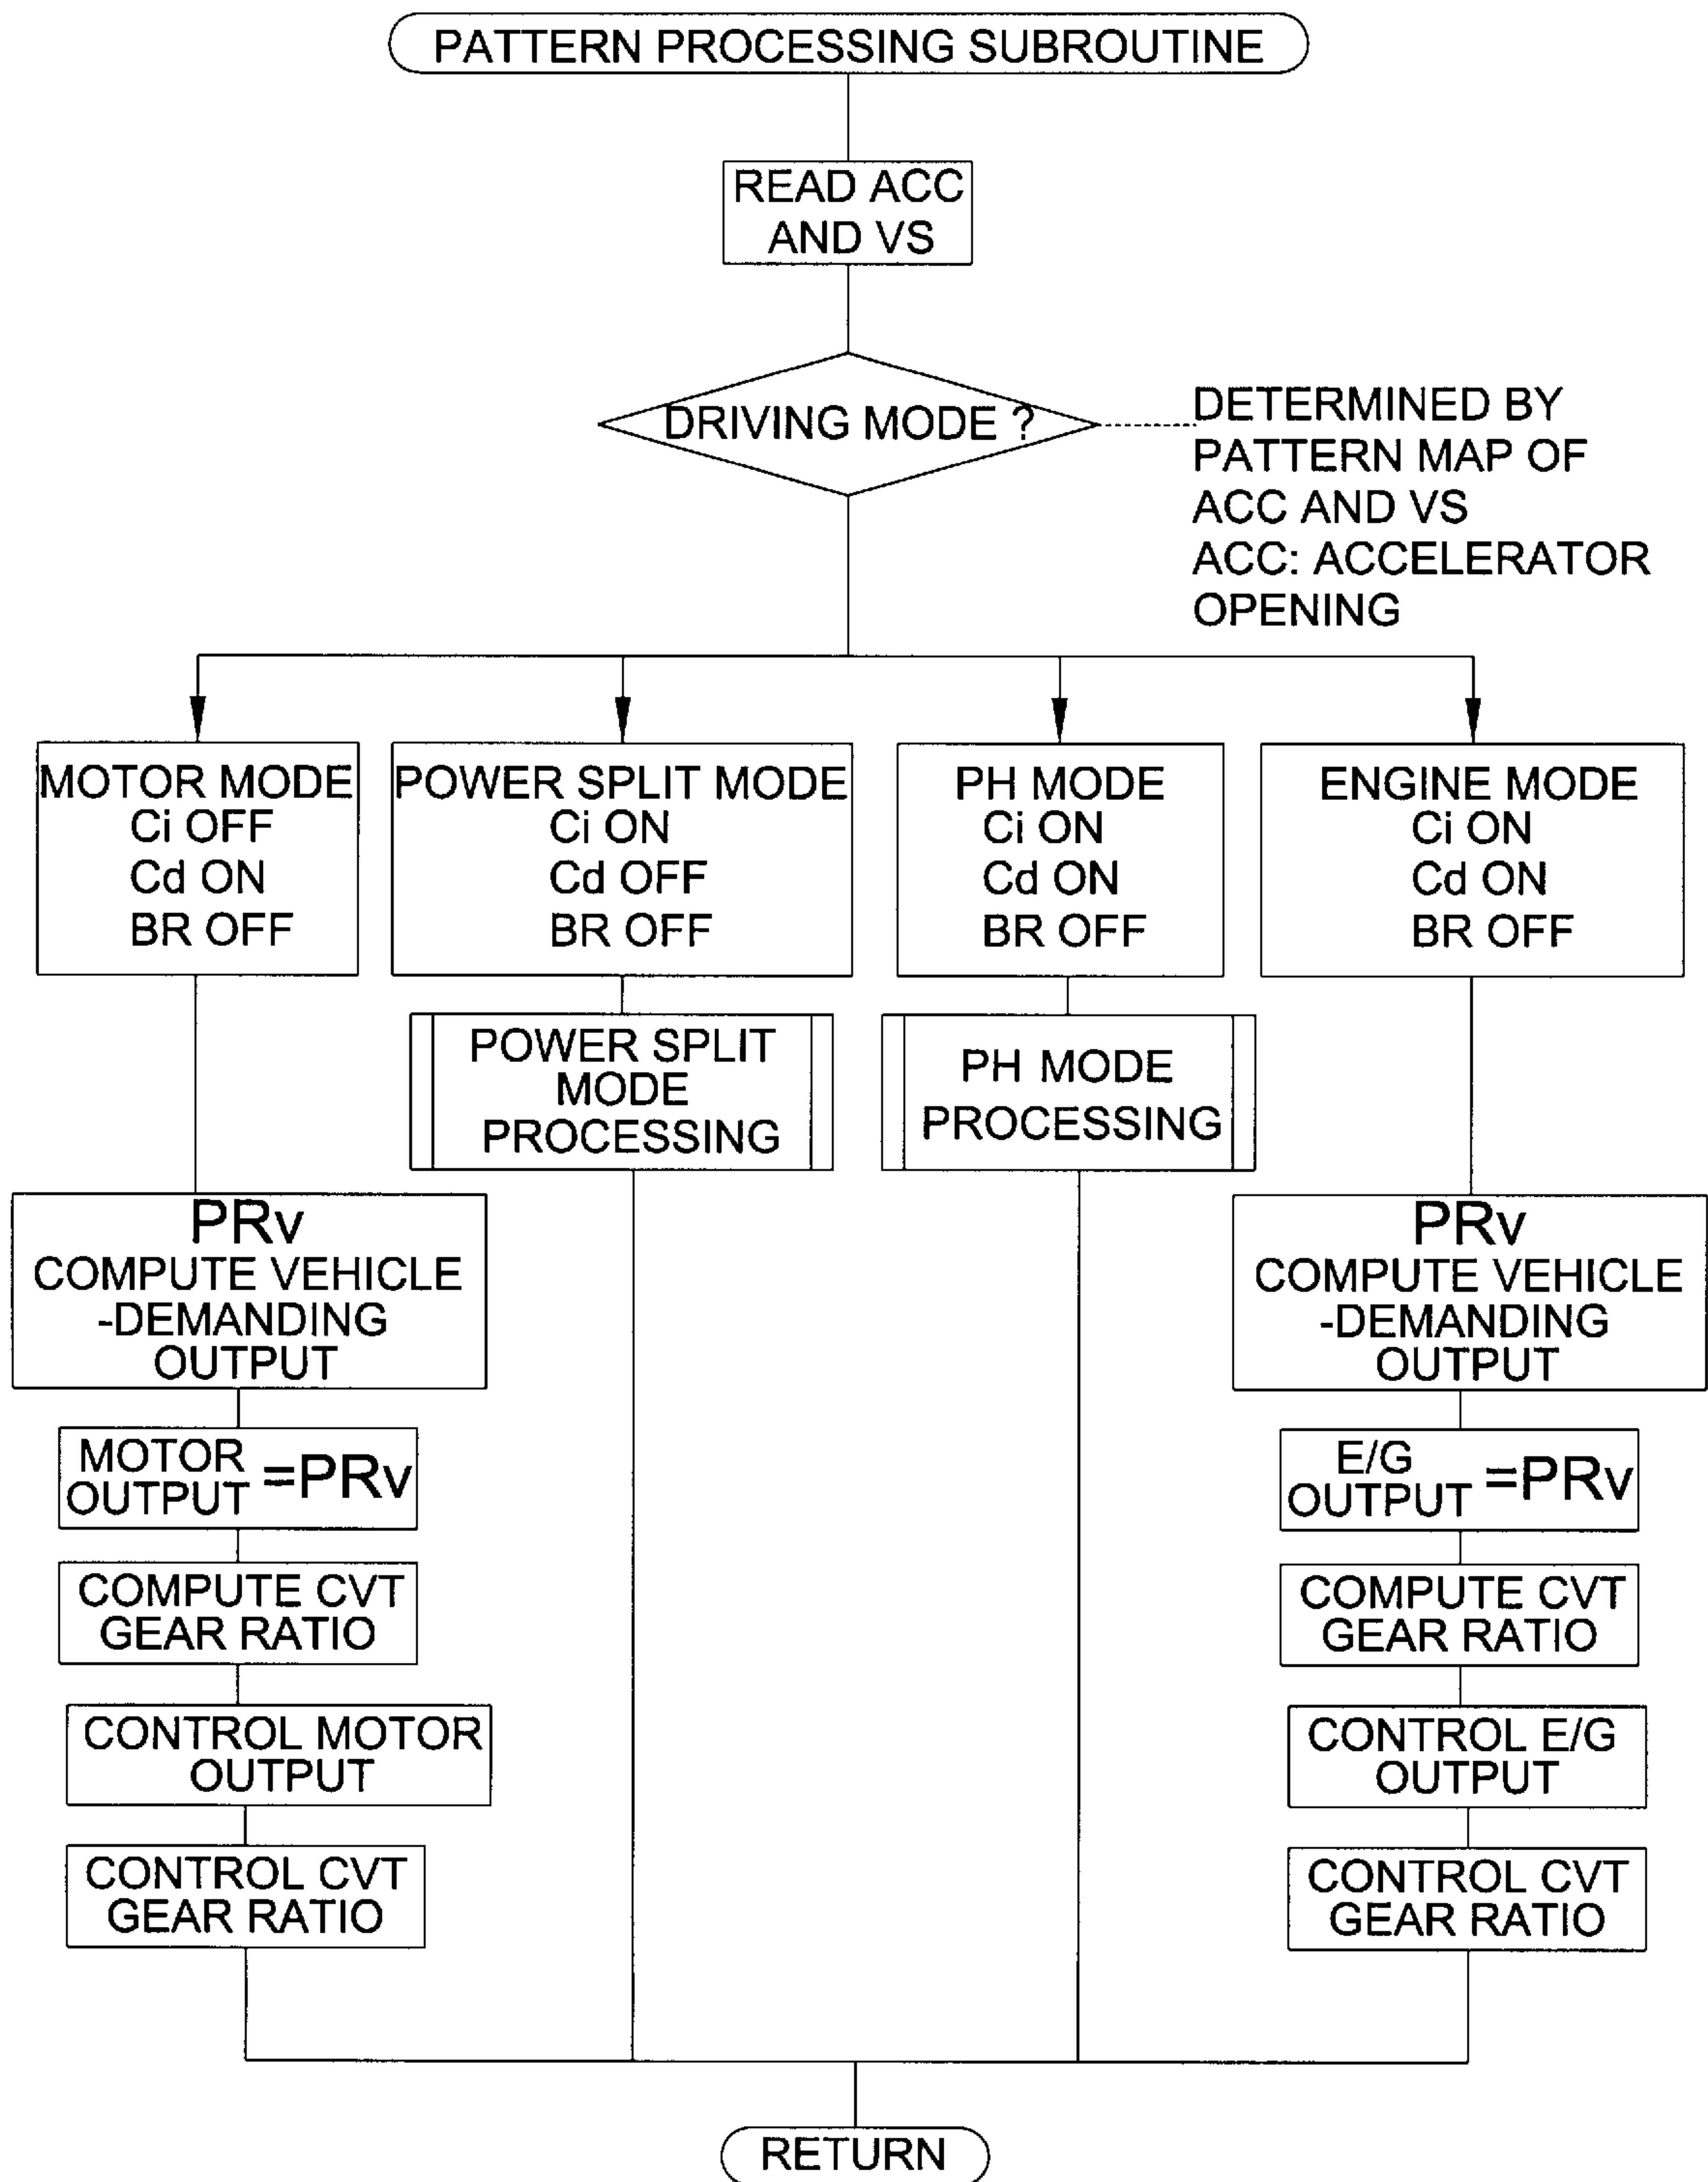 PATTERN PROCESSING SUBROUTINE
READ ACC
AND VS
DRIVING MODE ?
DETERMINED BY
PATTERN MAP OF
ACC AND VS
ACC: ACCELERATOR
OPENING
MOTOR MODE
Ci OFF
Cd ON
BR OFF
POWER SPLIT MODE
Ci ON
Cd OFF
BR OFF
PH MODE
Ci ON
Cd ON
BR OFF
ENGINE MODE
Ci ON
Cd ON
BR OFF
POWER SPLIT
MODE
PROCESSING
PH MODE
PROCESSING
PRv
COMPUTE VEHICLE
-DEMANDING
OUTPUT
MOTOR
OUTPUT =PRv
COMPUTE CVT
GEAR RATIO
CONTROL MOTOR
OUTPUT
CONTROL CVT
GEAR RATIO
PRv
COMPUTE VEHICLE
-DEMANDING
OUTPUT
E/G
OUTPUT =PRv
COMPUTE CVT
GEAR RATIO
CONTROL E/G
OUTPUT
CONTROL CVT
GEAR RATIO
RETURN